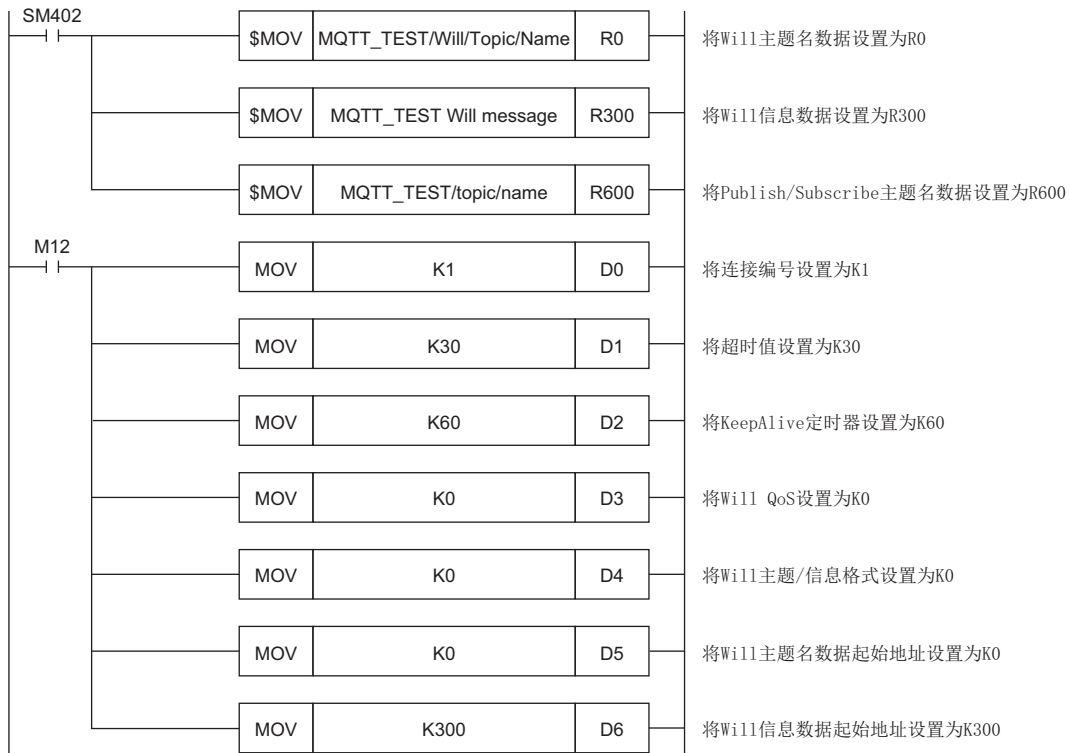 SM402
$MOV MQTT_TEST/Will/Topic/Name R0 将Will主题名数据设置为R0
$MOV MQTT_TEST Will message R300 将Will信息数据设置为R300
$MOV MQTT_TEST/topic/name R600 将Publish/Subscribe主题名数据设置为R600
M12
MOV K1 D0 将连接编号设置为K1
MOV K30 D1 将超时值设置为K30
MOV K60 D2 将KeepAlive定时器设置为K60
MOV K0 D3 将Will QoS设置为K0
MOV K0 D4 将Will主题/信息格式设置为K0
MOV K0 D5 将Will主题名数据起始地址设置为K0
MOV K300 D6 将Will信息数据起始地址设置为K300